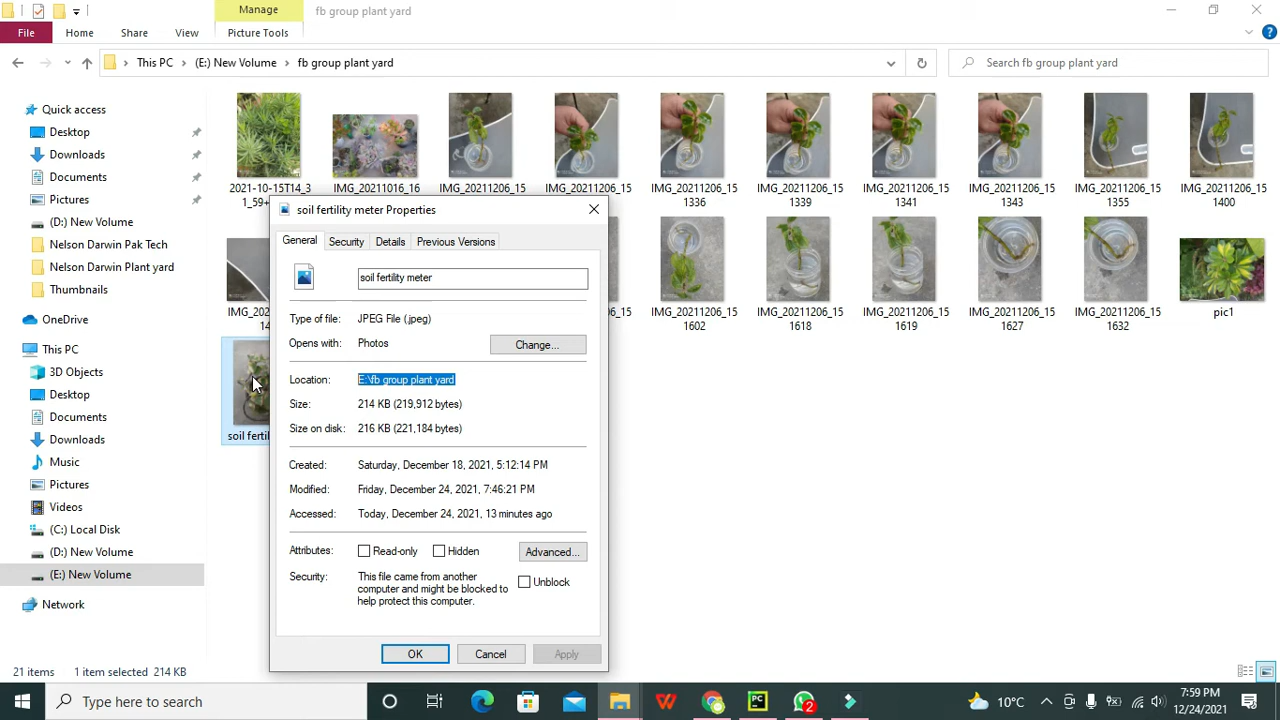 Manage
fb group plant yard
File
Home
Share
View
Picture Tools
This PC
(E:) New Volume
fb group plant yard
Search fb group plant yard
Quick access
Desktop
Downloads
Documents
Pictures
(D:) New Volume
Nelson Darwin Pak Tech
Nelson Darwin Plant yard
Thumbnails
OneDrive
This PC
3D Objects
Desktop
Documents
Downloads
Music
Pictures
Videos
(C:) Local Disk
(D:) New Volume
(E:) New Volume
Network
2021-10-15T14_3
IMG_20211016_16
IMG_20211206_15
IMG_20211206_15
IMG_20211206_15
1336
IMG_20211206_15
1339
IMG_20211206_15
1341
IMG_20211206_15
1343
IMG_20211206_15
1355
IMG_20211206_15
1400
IMG_20211206_15
1602
IMG_20211206_15
1618
IMG_20211206_15
1619
IMG_20211206_15
1627
IMG_20211206_15
1632
pic1
soil fertility meter Properties
General
Security
Details
Previous Versions
soil fertility meter
Type of file:
JPEG File (.jpeg)
Opens with:
Photos
Change...
Location:
E:\fb group plant yard
Size:
214 KB (219,912 bytes)
Size on disk:
216 KB (221,184 bytes)
Created:
Saturday, December 18, 2021, 5:12:14 PM
Modified:
Friday, December 24, 2021, 7:46:21 PM
Accessed:
Today, December 24, 2021, 13 minutes ago
Attributes:
Read-only
Hidden
Advanced...
Security:
This file came from another
computer and might be blocked to
help protect this computer.
Unblock
OK
Cancel
Apply
21 items
1 item selected 214 KB
Type here to search
PC
2
10°C
7:59 PM
12/24/2021